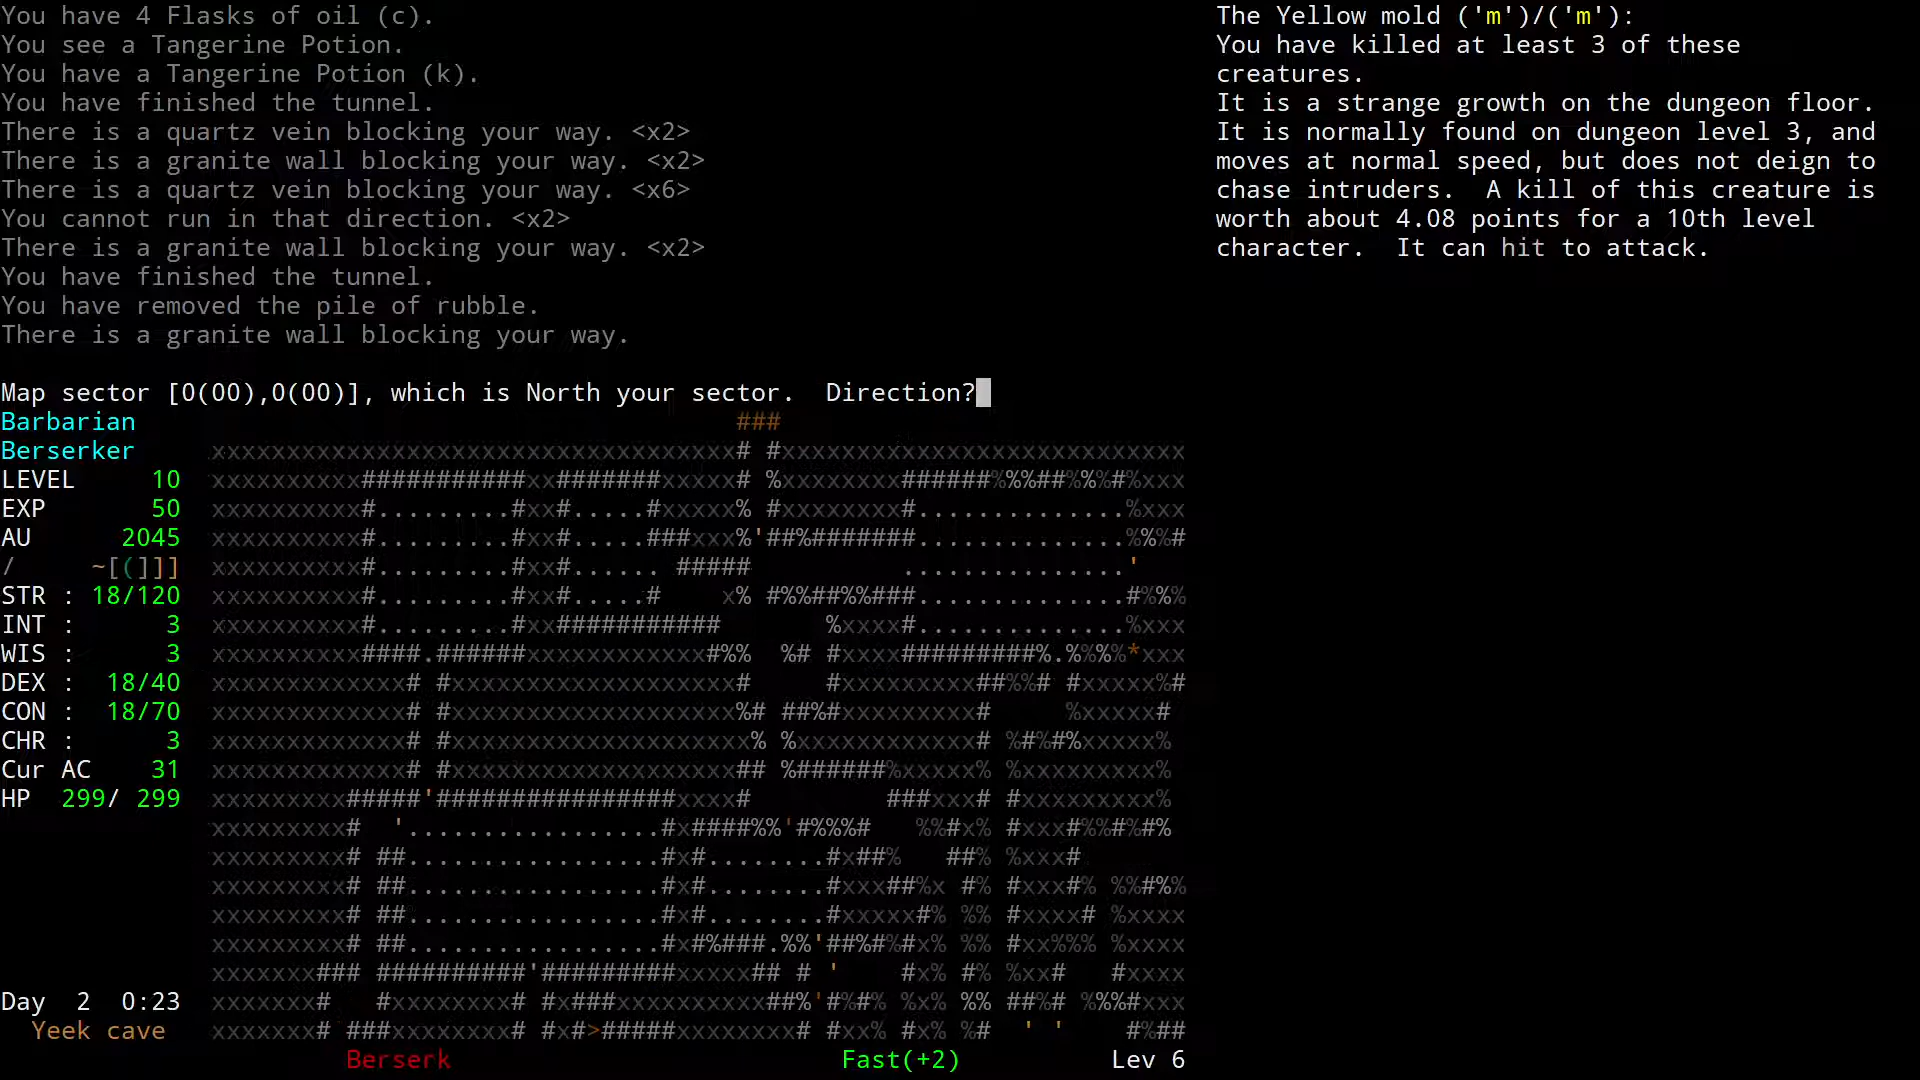 You have 4 Flasks of oil (c).
You see a Tangerine Potion.
You have a Tangerine Potion (k).
You have finished the tunnel.
There is a quartz vein blocking your way. <x2>
There is a granite wall blocking your way. <x2>
There is a quartz vein blocking your way. <x6>
You cannot run in that direction. <x2>
There is a granite wall blocking your way. <x2>
You have finished the tunnel.
You have removed the pile of rubble.
There is a granite wall blocking your way.
The Yellow mold ('m')/('m'):
You have killed at least 3 of these
creatures.
It is a strange growth on the dungeon floor.
It is normally found on dungeon level 3, and
moves at normal speed, but does not deign to
chase intruders.  A kill of this creature is
worth about 4.08 points for a 10th level
character.  It can hit to attack.
Map sector [0(00),0(00)], which is North your sector.  Direction?
Barbarian
Berserker
LEVEL 10
EXP 50
AU 2045
/ ~[(]]]
STR : 18/120
INT : 3
WIS : 3
DEX : 18/40
CON : 18/70
CHR : 3
Cur AC 31
HP 299/ 299
Day 2 0:23
Yeek cave
Berserk Fast(+2) Lev 6